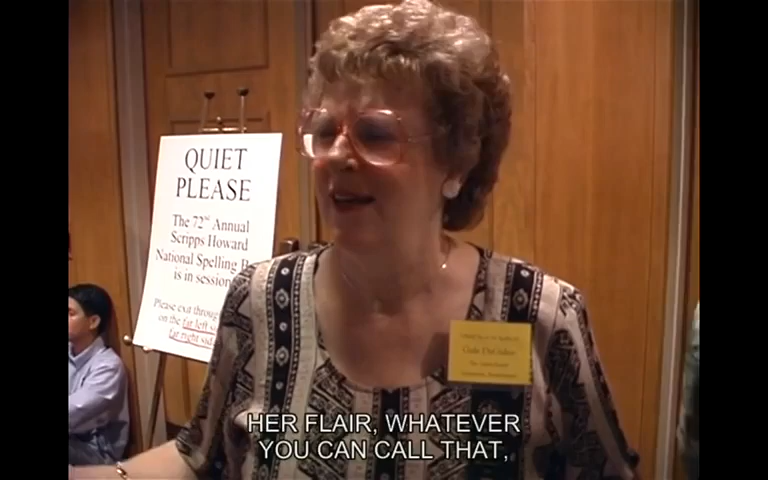 QUIET
PLEASE
The 72nd Annual
Scripps Howard
National Spelling B
is in session
Please exit throug
on the far left s
far right sid
HER FLAIR, WHATEVER
YOU CAN CALL THAT,